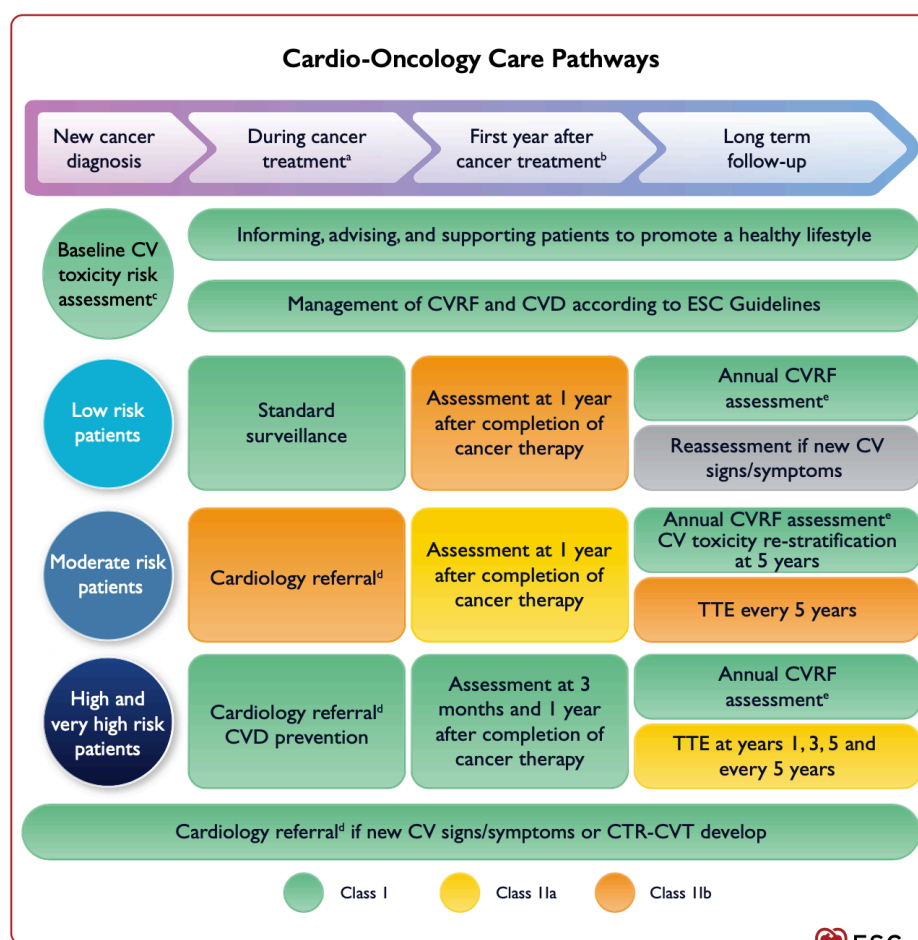 Cardio-Oncology Care Pathways
New cancer
diagnosis
During cancer
treatmentᵃ
First year after
cancer treatmentᵇ
Long term
follow-up
Baseline CV
toxicity risk
assessmentᶜ
Informing, advising, and supporting patients to promote a healthy lifestyle
Management of CVRF and CVD according to ESC Guidelines
Low risk
patients
Standard
surveillance
Assessment at 1 year
after completion of
cancer therapy
Annual CVRF
assessmentᵉ
Reassessment if new CV
signs/symptoms
Moderate risk
patients
Cardiology referralᵈ
Assessment at 1 year
after completion of
cancer therapy
Annual CVRF assessmentᵉ
CV toxicity re-stratification
at 5 years
TTE every 5 years
High and
very high risk
patients
Cardiology referralᵈ
CVD prevention
Assessment at 3
months and 1 year
after completion of
cancer therapy
Annual CVRF
assessmentᵉ
TTE at years 1, 3, 5 and
every 5 years
Cardiology referralᵈ if new CV signs/symptoms or CTR-CVT develop
Class I
Class IIa
Class IIb
ESC